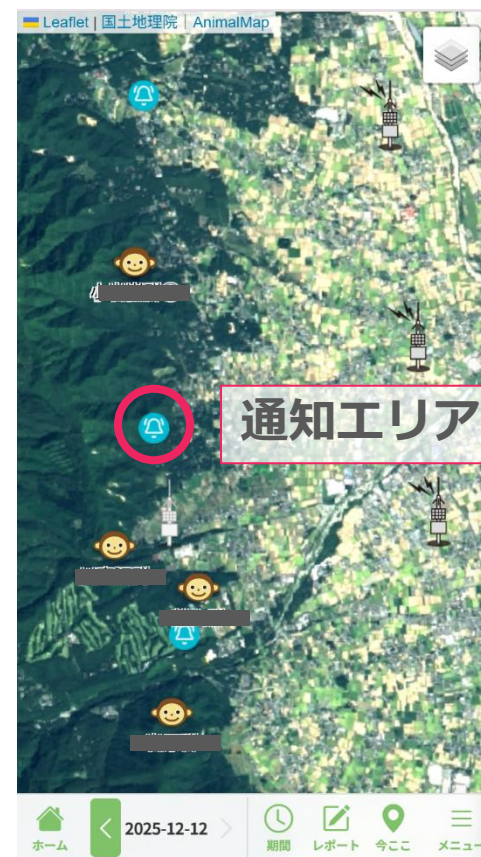 Leaflet | 国土地理院 | AnimalMap
通知エリア
ホーム
2025-12-12
期間
レポート
今ここ
メニュー